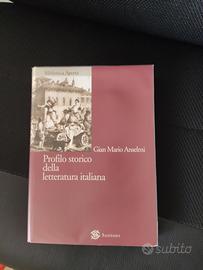 Biblioteca Aperta
Gian Mario Anselmi
Profilo storico
della
letteratura italiana
Sansoni
subito